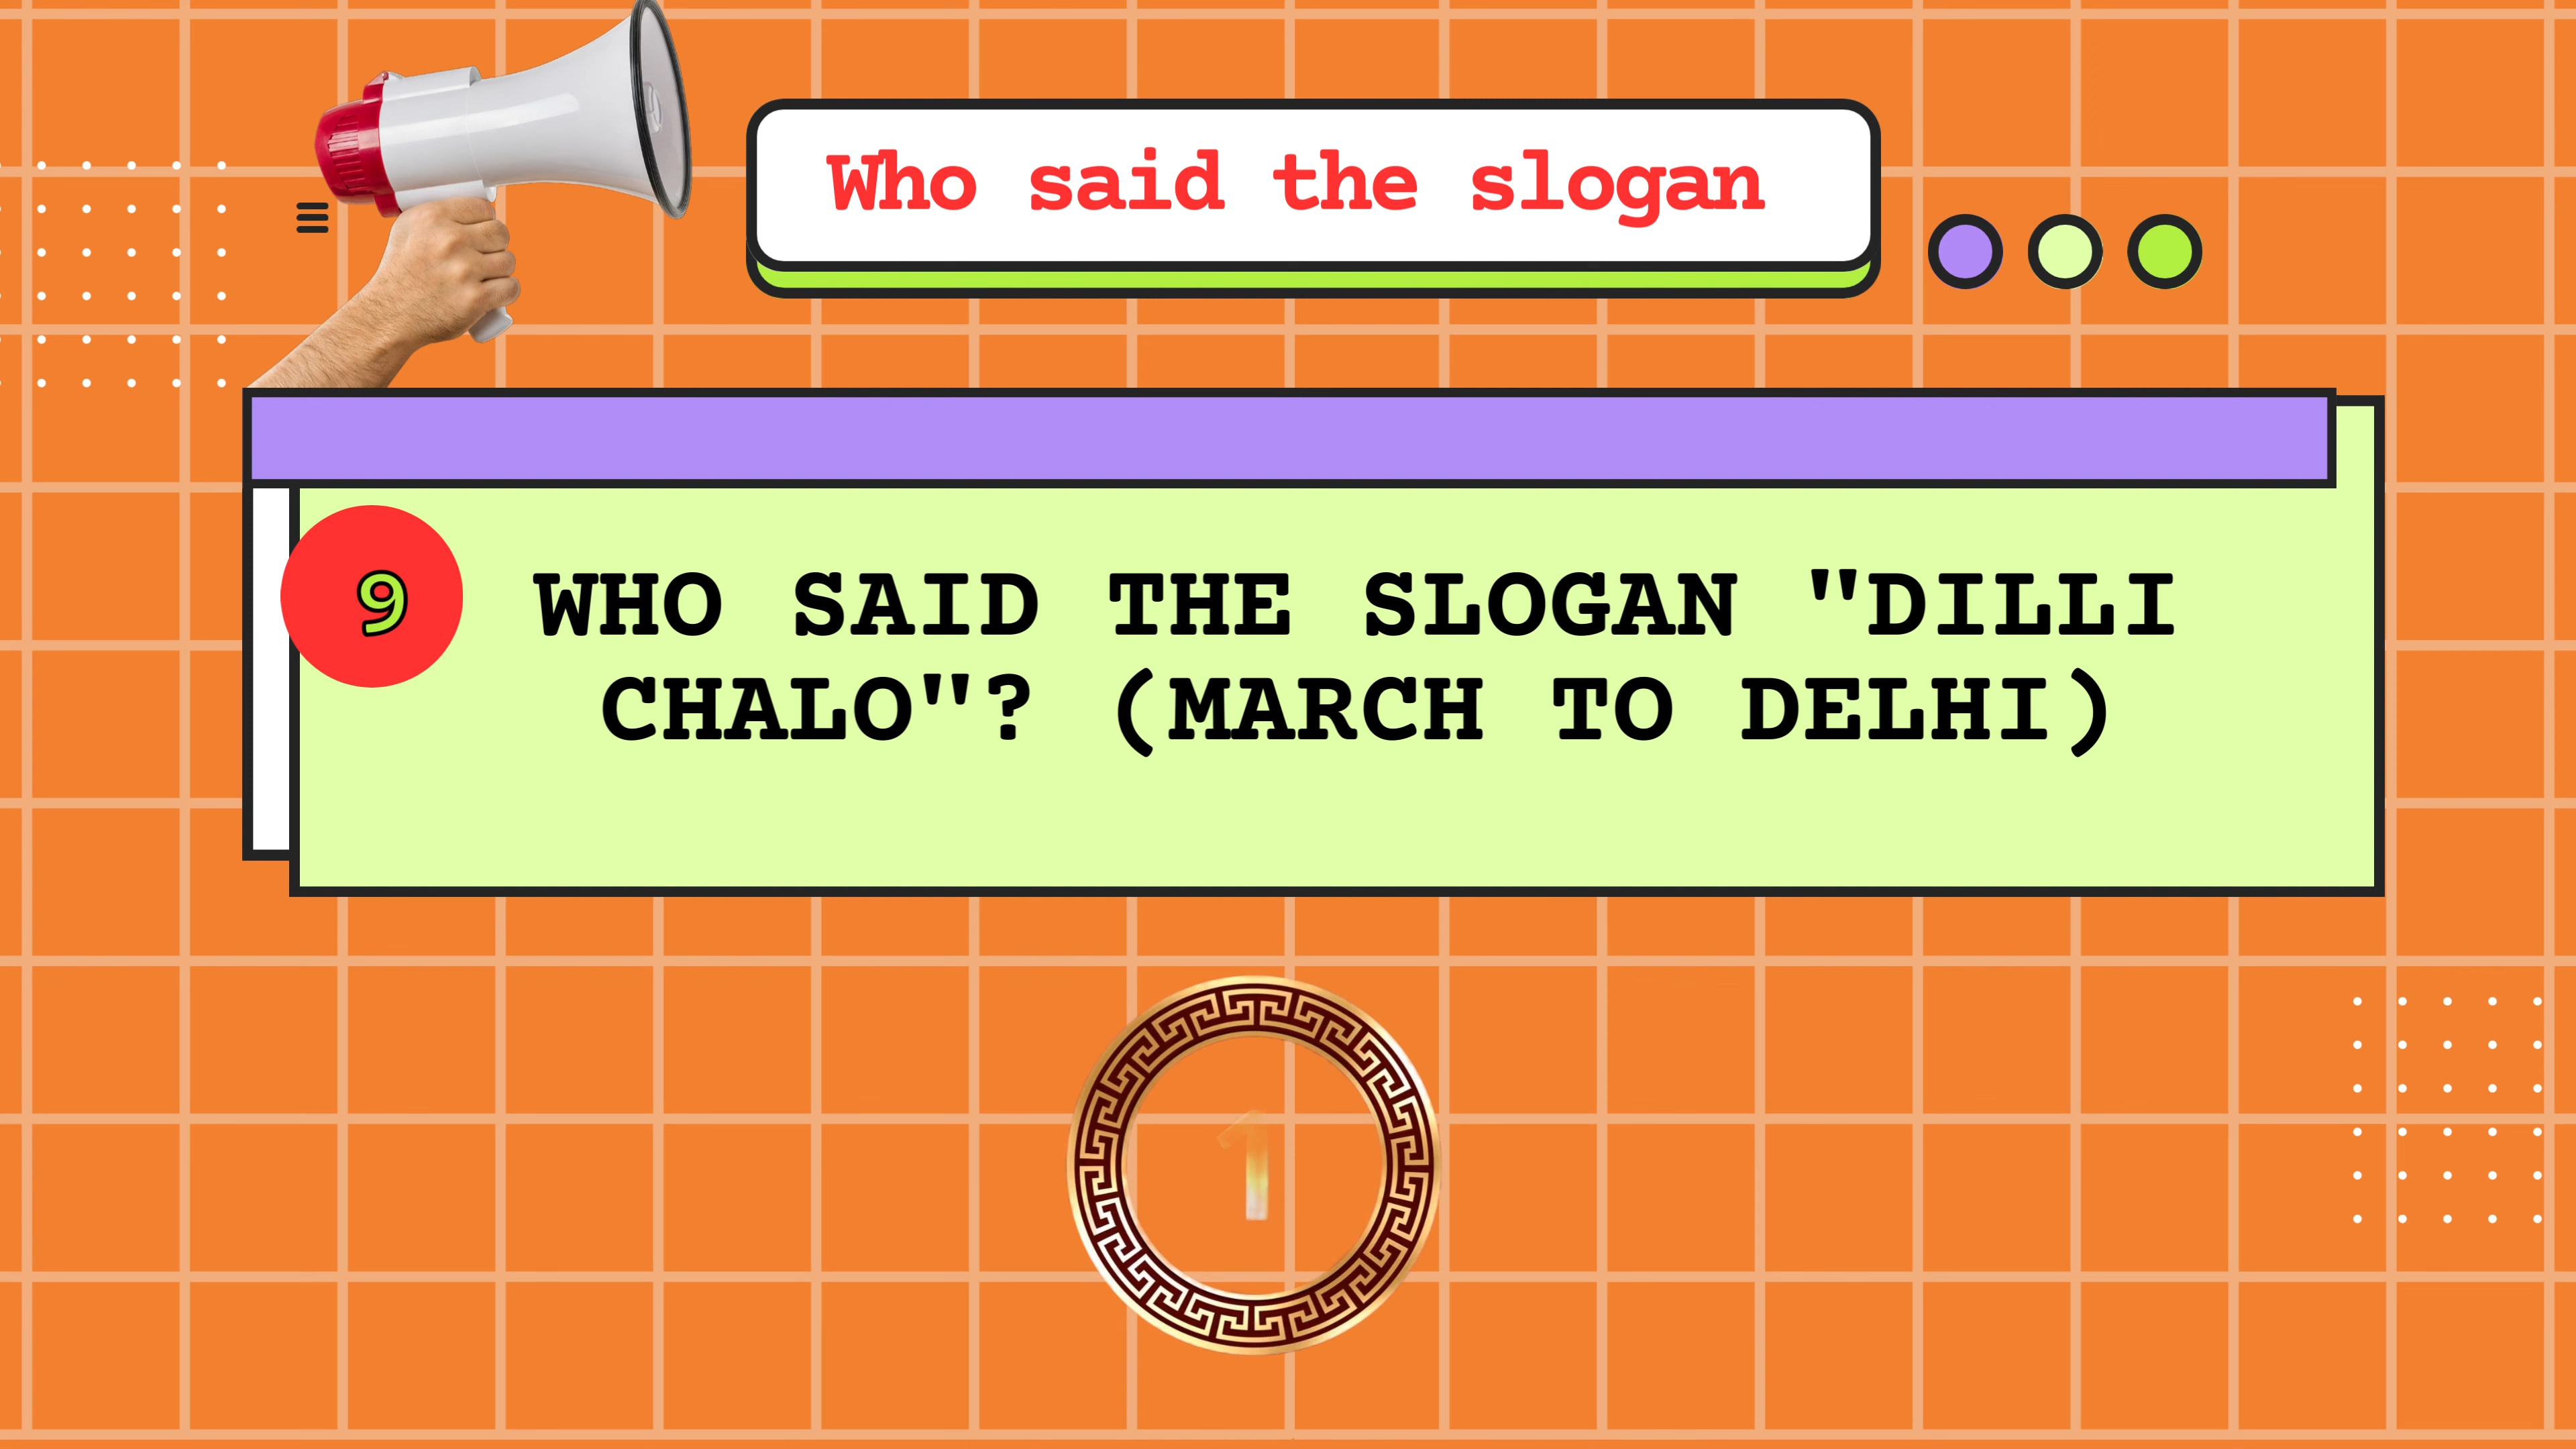 Who said the slogan
9
WHO SAID THE SLOGAN "DILLI
CHALO"? (MARCH TO DELHI)
1